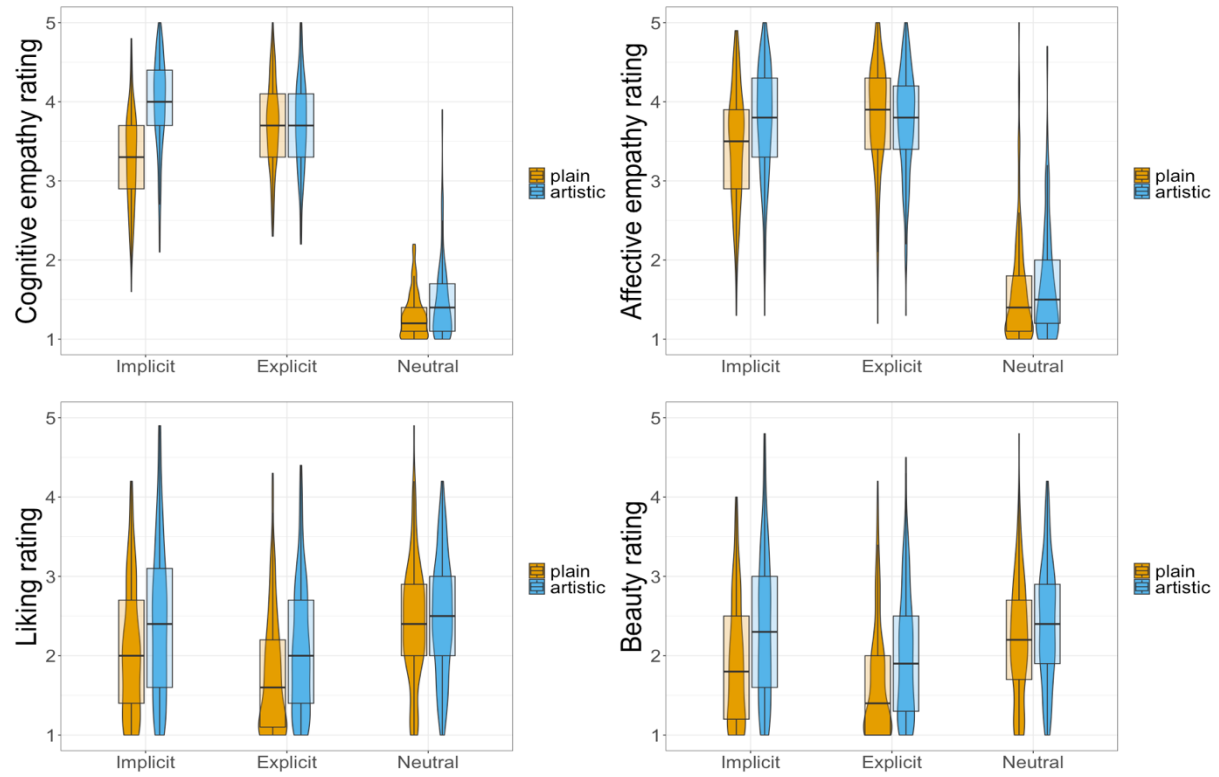 Cognitive empathy rating
5
4
3
2
1
Implicit Explicit Neutral
plain
artistic
Affective empathy rating
5
4
3
2
1
Implicit Explicit Neutral
plain
artistic
Liking rating
5
4
3
2
1
Implicit Explicit Neutral
plain
artistic
Beauty rating
5
4
3
2
1
Implicit Explicit Neutral
plain
artistic